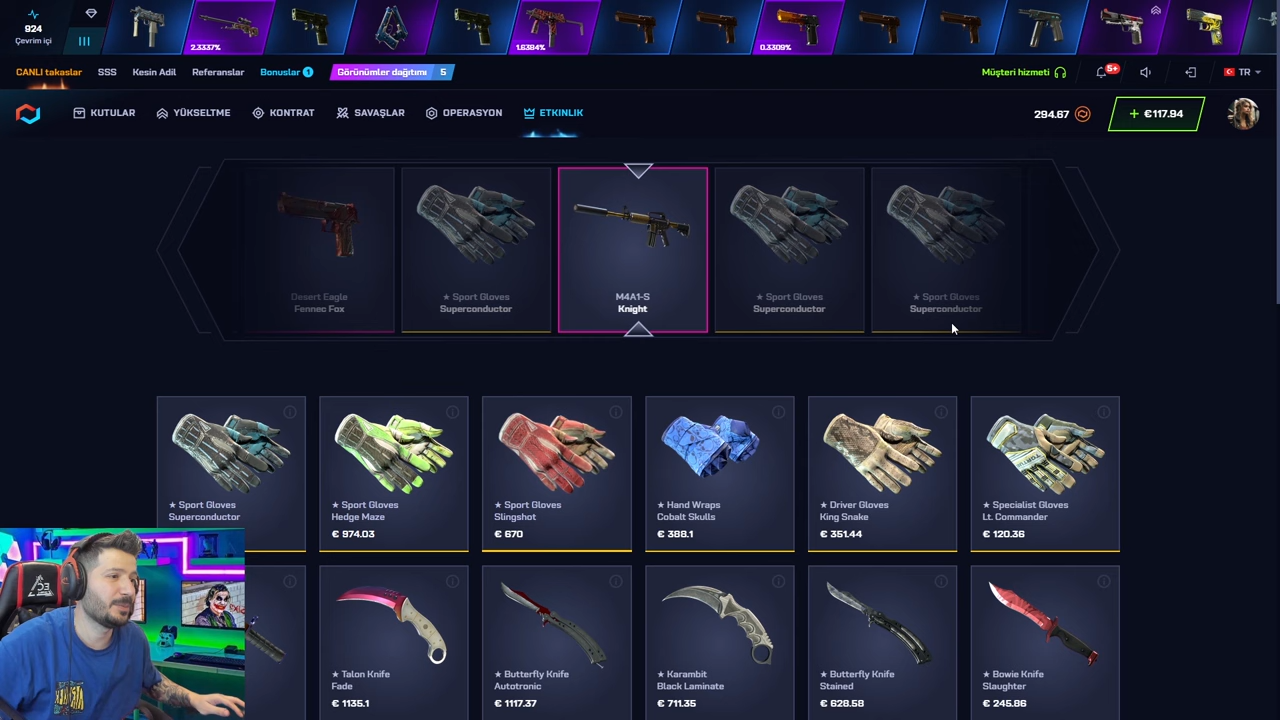 924
Çevrim içi
2.3337%
1.6384%
0.3309%
CANLI takaslar
SSS
Kesin Adil
Referanslar
Bonuslar 1
Görünümler dağıtımı 5
Müşteri hizmeti
5+
TR
KUTULAR
YÜKSELTME
KONTRAT
SAVAŞLAR
OPERASYON
ETKINLIK
294.67
+ €117.94
Desert Eagle
Fennec Fox
★ Sport Gloves
Superconductor
M4A1-S
Knight
★ Sport Gloves
Superconductor
★ Sport Gloves
Superconductor
★ Sport Gloves
Superconductor
★ Sport Gloves
Hedge Maze
€ 974.03
★ Sport Gloves
Slingshot
€ 670
★ Hand Wraps
Cobalt Skulls
€ 388.1
★ Driver Gloves
King Snake
€ 351.44
★ Specialist Gloves
Lt. Commander
€ 120.36
★ Talon Knife
Fade
€ 1135.1
★ Butterfly Knife
Autotronic
€ 1117.37
★ Karambit
Black Laminate
€ 711.35
★ Butterfly Knife
Stained
€ 628.58
★ Bowie Knife
Slaughter
€ 245.86